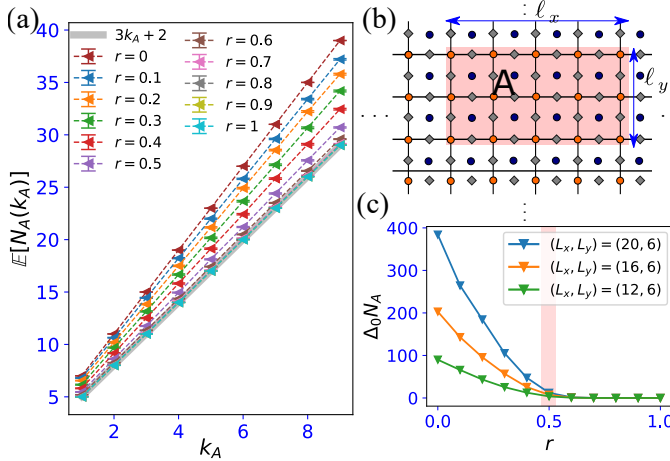 (a)
3k_A + 2
r = 0
r = 0.1
r = 0.2
r = 0.3
r = 0.4
r = 0.5
r = 0.6
r = 0.7
r = 0.8
r = 0.9
r = 1
40
35
30
25
20
15
10
5
𝔼[N_A(k_A)]
2
4
6
8
k_A
(b)
ℓ_x
A
ℓ_y
(c)
400
300
200
100
0
Δ_0N_A
(L_x, L_y) = (20, 6)
(L_x, L_y) = (16, 6)
(L_x, L_y) = (12, 6)
0.0
0.5
1.0
r